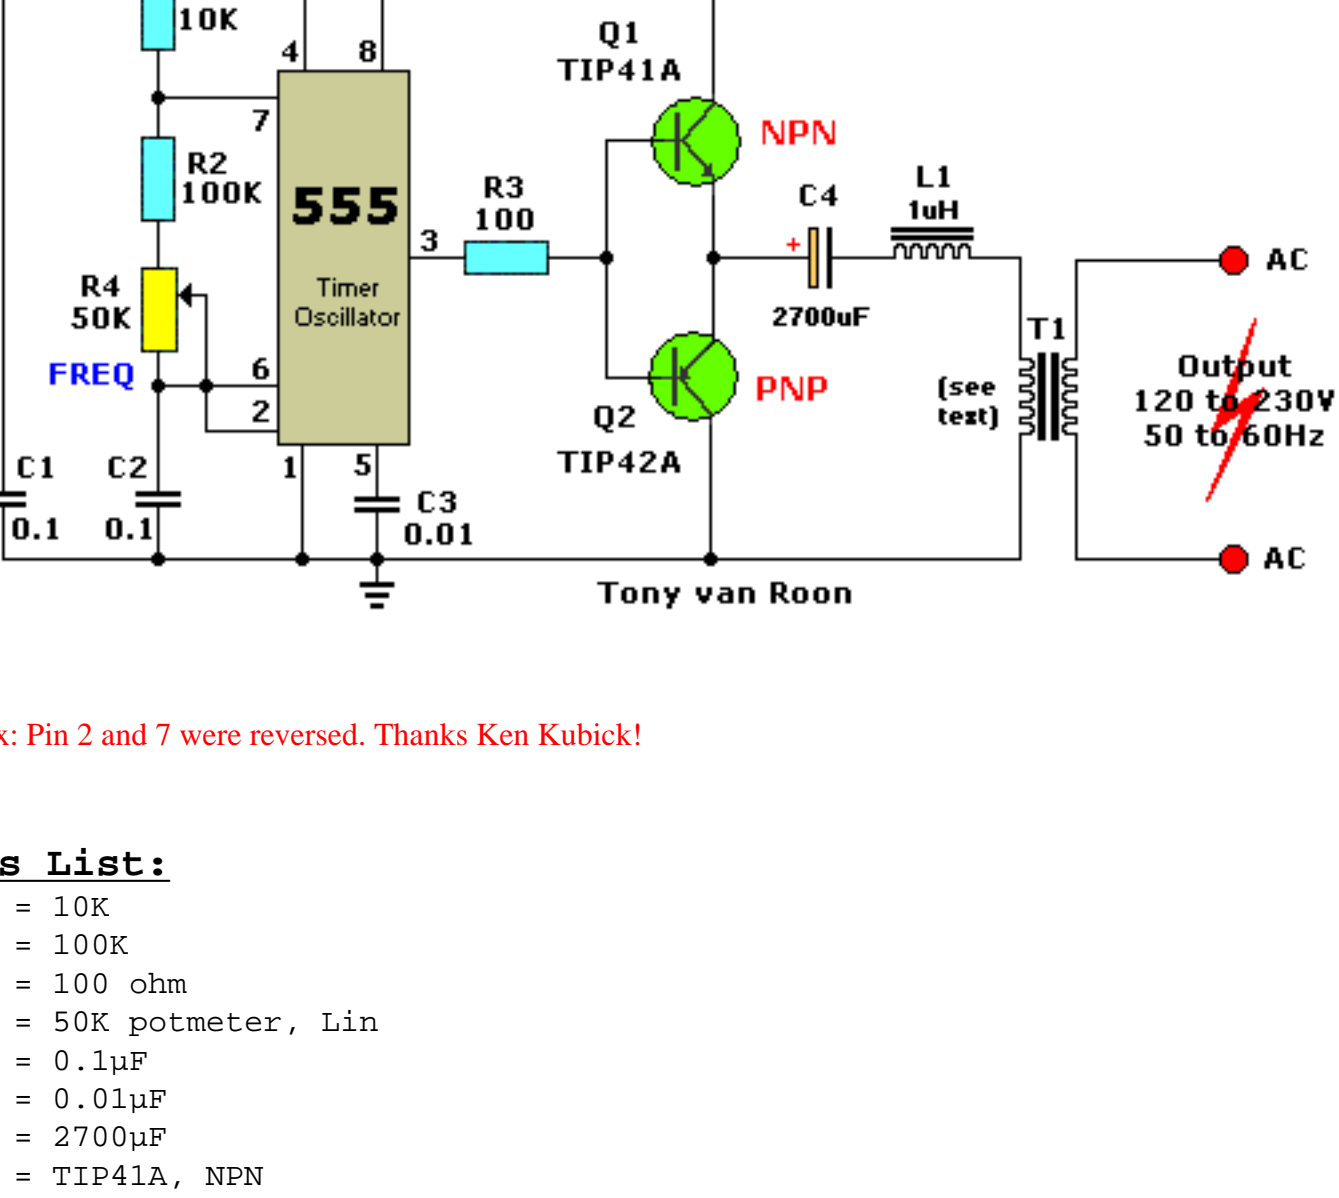 10K
Q1
TIP41A
4
8
7
NPN
R2
100K
555
R3
100
L1
1uH
C4
+
3
AC
R4
50K
Timer
Oscillator
2700uF
T1
FREQ
6
2
PNP
(see
text)
Output
120 to 230V
50 to 60Hz
Q2
TIP42A
C1
0.1
C2
0.1
1
5
C3
0.01
AC
Tony van Roon
x: Pin 2 and 7 were reversed. Thanks Ken Kubick!
s List:
= 10K
= 100K
= 100 ohm
= 50K potmeter, Lin
= 0.1µF
= 0.01µF
= 2700µF
= TIP41A, NPN